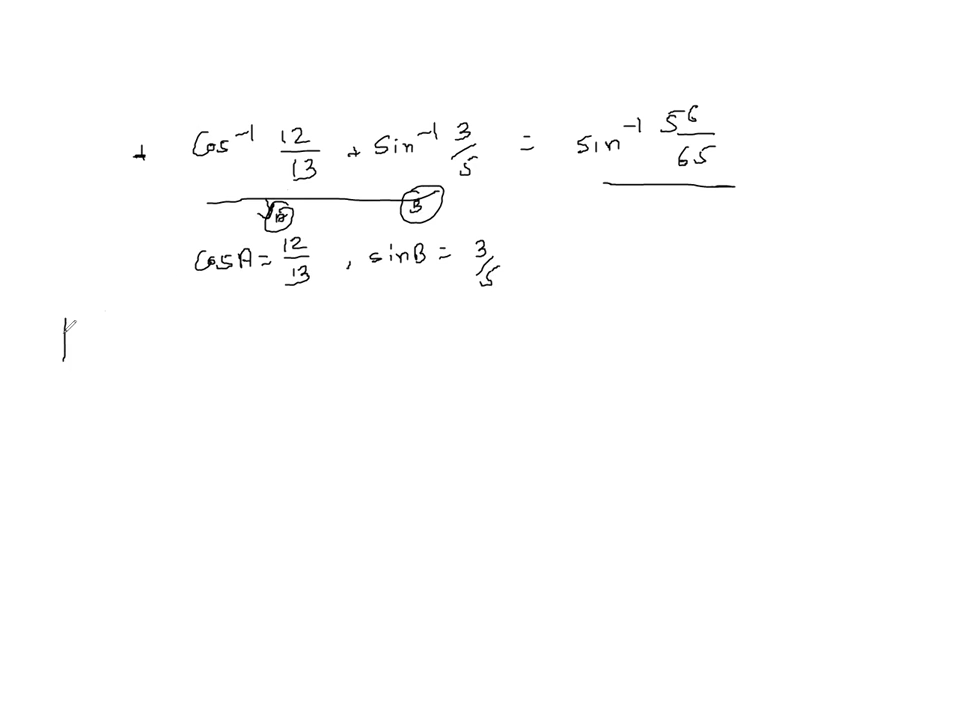 + Cos⁻¹ 12/13 + Sin⁻¹ 3/5 = Sin⁻¹ 56/65
A B
CosA = 12/13 , sinB = 3/5